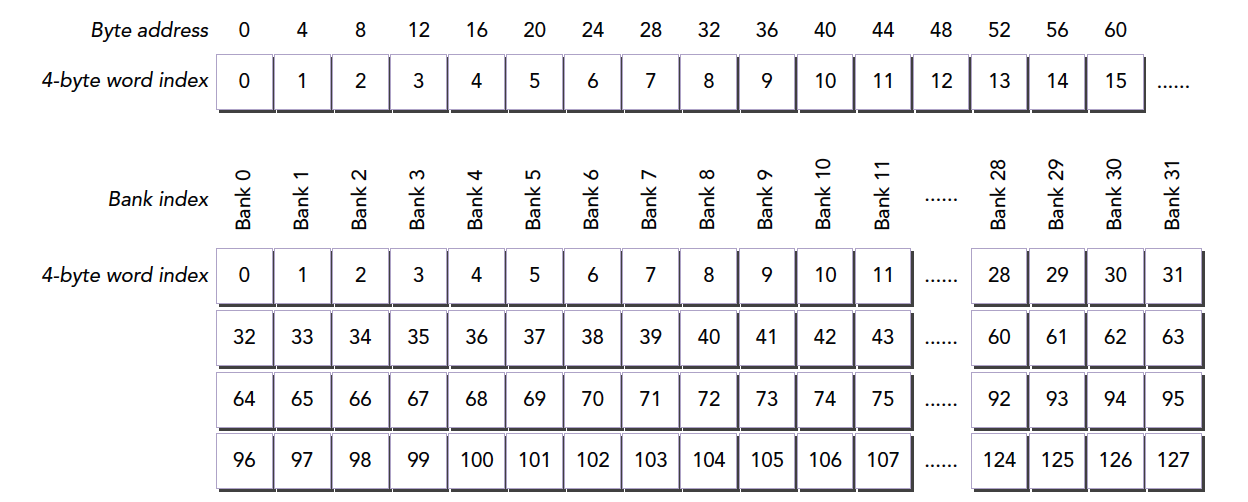 Byte address 0 4 8 12 16 20 24 28 32 36 40 44 48 52 56 60
4-byte word index 0 1 2 3 4 5 6 7 8 9 10 11 12 13 14 15 ......
Bank index Bank 0 Bank 1 Bank 2 Bank 3 Bank 4 Bank 5 Bank 6 Bank 7 Bank 8 Bank 9 Bank 10 Bank 11 ...... Bank 28 Bank 29 Bank 30 Bank 31
4-byte word index 0 1 2 3 4 5 6 7 8 9 10 11 ...... 28 29 30 31
32 33 34 35 36 37 38 39 40 41 42 43 ...... 60 61 62 63
64 65 66 67 68 69 70 71 72 73 74 75 ...... 92 93 94 95
96 97 98 99 100 101 102 103 104 105 106 107 ...... 124 125 126 127